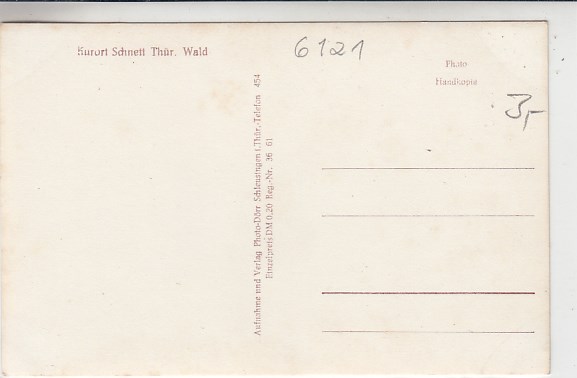 Kurort Schnett Thür. Wald
6121
Photo
Handkopie
3,-
Aufnahme und Verlag Photo-Dörr Schleusingen i. Thür.-Telefon 454
Einzelpreis DM 0,20 Reg.-Nr. 36 61